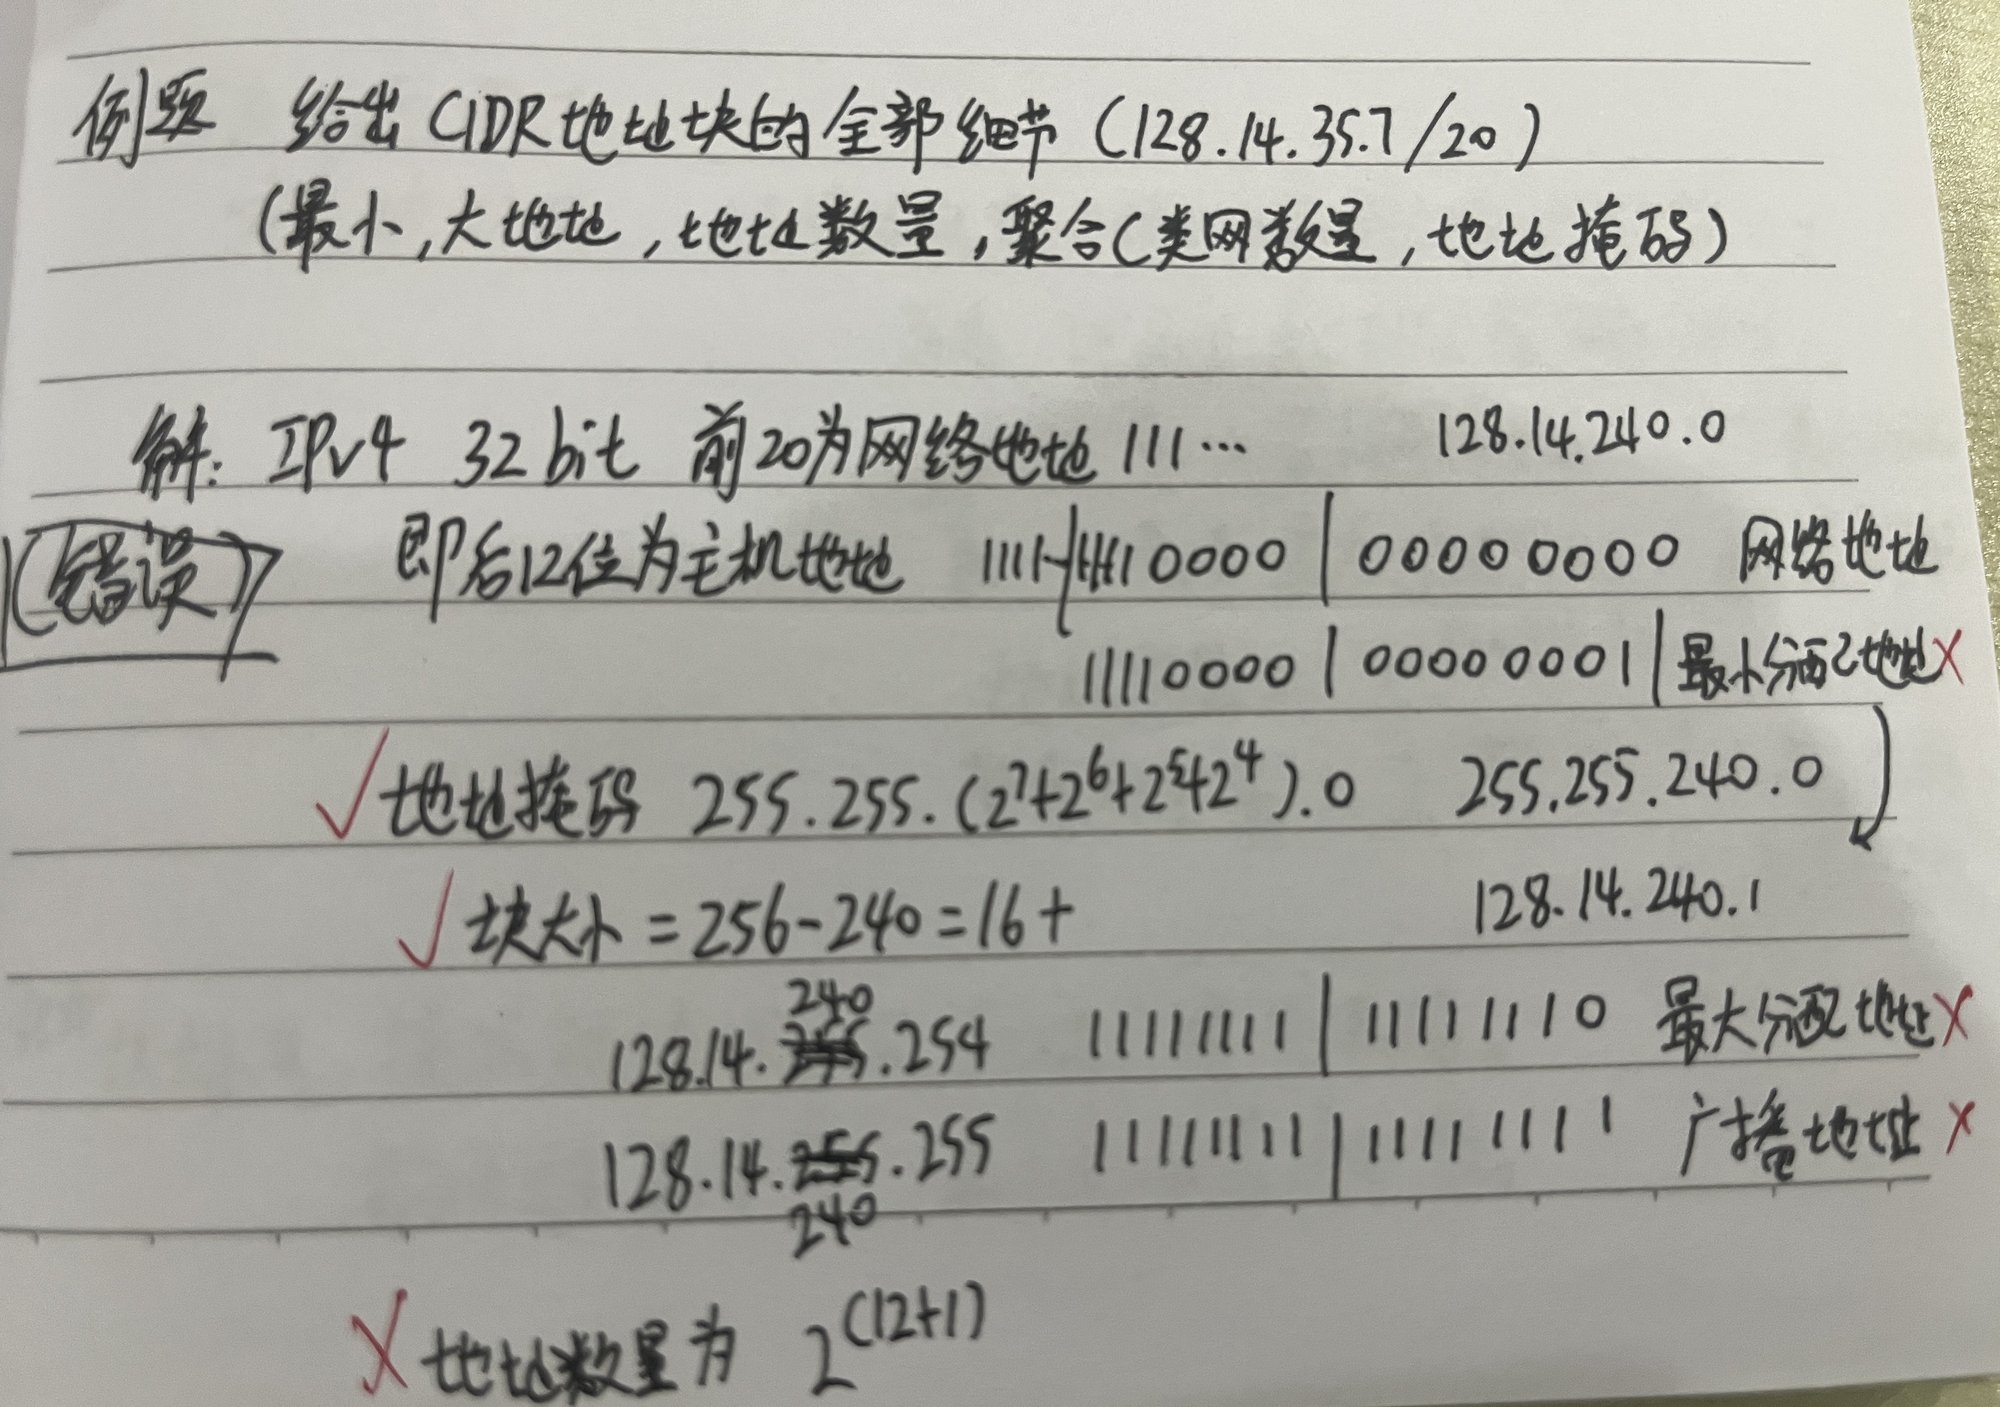 例题 给出 CIDR 地址块的全部细节 (128.14.35.7/20)
(最小,大地址,地址数量,聚合C类网数量,地址掩码)
解: IPv4 32bit 前20为网络地址 111… 128.14.240.0
(错误) 即后12位为主机地址 11110000 | 00000000 网络地址
11110000 | 00000001 | 最小分配地址 ×
✓ 地址掩码 255.255.(2⁷+2⁶+2⁵+2⁴).0 255.255.240.0
✓ 块大小 = 256-240 = 16+ 128.14.240.1
128.14.240.254 11111111 | 11111110 最大分配地址 ×
128.14.240.255 11111111 | 11111111 广播地址 ×
× 地址数量为 2^(12+1)